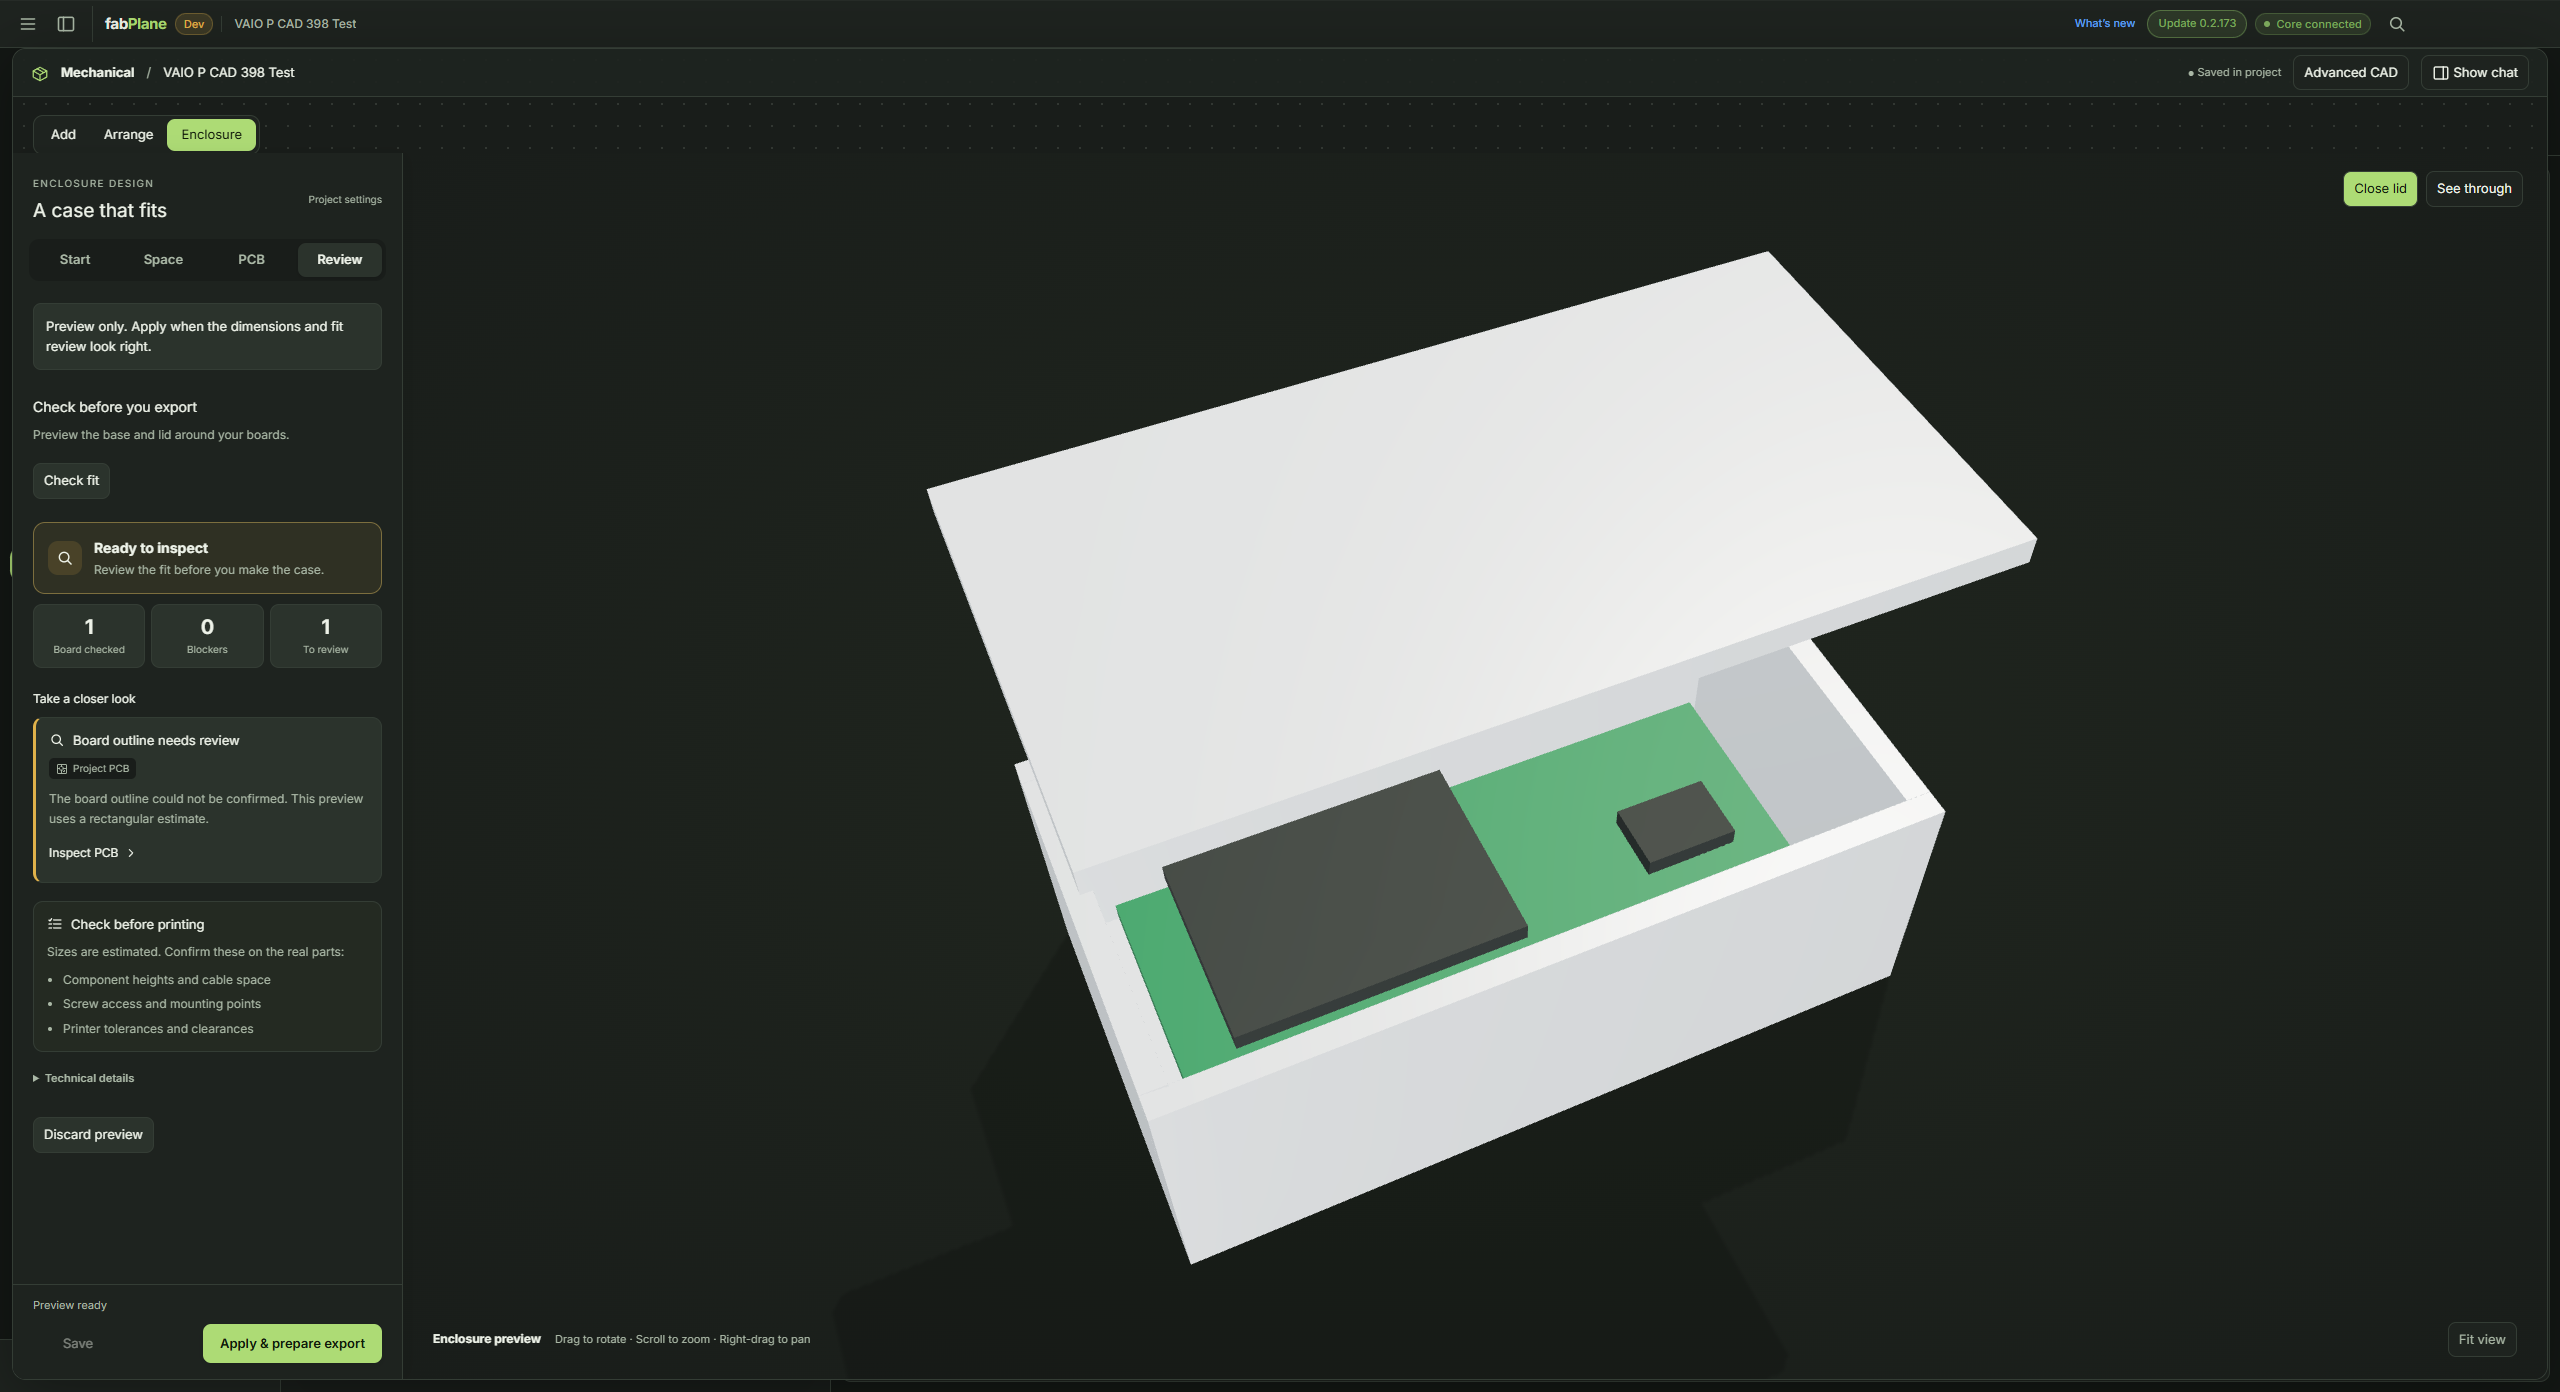 fabPlane Dev VAIO P CAD 398 Test
What's new Update 0.2.173 Core connected
Mechanical / VAIO P CAD 398 Test
Saved in project Advanced CAD Show chat
Add Arrange Enclosure
ENCLOSURE DESIGN
A case that fits
Project settings
Close lid See through
Start Space PCB Review
Preview only. Apply when the dimensions and fit
review look right.
Check before you export
Preview the base and lid around your boards.
Check fit
Ready to inspect
Review the fit before you make the case.
1 0 1
Board checked Blockers To review
Take a closer look
Board outline needs review
Project PCB
The board outline could not be confirmed. This preview
uses a rectangular estimate.
Inspect PCB
Check before printing
Sizes are estimated. Confirm these on the real parts:
• Component heights and cable space
• Screw access and mounting points
• Printer tolerances and clearances
Technical details
Discard preview
Preview ready
Save Apply & prepare export
Enclosure preview Drag to rotate · Scroll to zoom · Right-drag to pan
Fit view